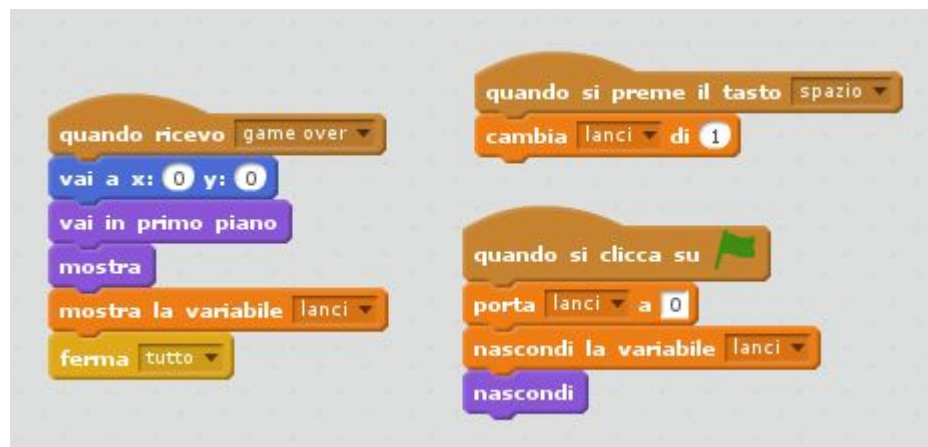 quando ricevo game over
vai a x: 0 y: 0
vai in primo piano
mostra
mostra la variabile lanci
ferma tutto
quando si preme il tasto spazio
cambia lanci di 1
quando si clicca su
porta lanci a 0
nascondi la variabile lanci
nascondi